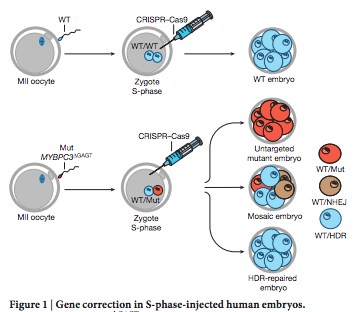 WT
CRISPR–Cas9
WT/WT
MII oocyte
Zygote
S-phase
WT embryo
Mut
MYBPC3ΔGAGT
CRISPR–Cas9
WT/Mut
MII oocyte
Zygote
S-phase
Untargeted
mutant embryo
Mosaic embryo
HDR-repaired
embryo
WT/Mut
WT/NHEJ
WT/HDR
Figure 1 | Gene correction in S-phase-injected human embryos.